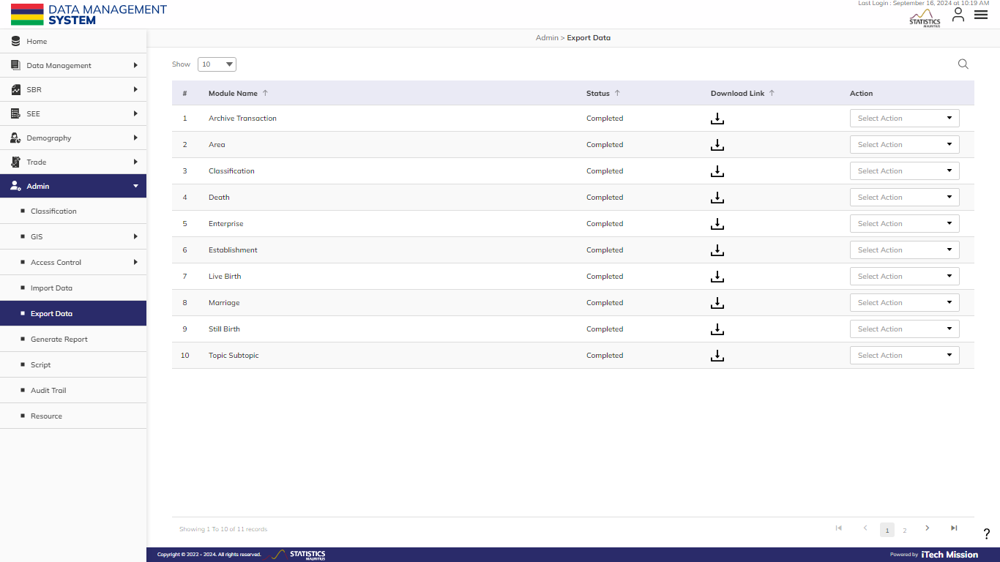 Last Login : September 16, 2024 at 10:19 AM
DATA MANAGEMENT
SYSTEM
STATISTICS
MAURITIUS
Home
Data Management
SBR
SEE
Demography
Trade
Admin
Classification
GIS
Access Control
Import Data
Export Data
Generate Report
Script
Audit Trail
Resource
Admin > Export Data
Show 10
# Module Name Status Download Link Action
1 Archive Transaction Completed Select Action
2 Area Completed Select Action
3 Classification Completed Select Action
4 Death Completed Select Action
5 Enterprise Completed Select Action
6 Establishment Completed Select Action
7 Live Birth Completed Select Action
8 Marriage Completed Select Action
9 Still Birth Completed Select Action
10 Topic Subtopic Completed Select Action
Showing 1 To 10 of 11 records
1 2
?
Copyright © 2022 - 2024. All rights reserved.
STATISTICS
MAURITIUS
Powered by iTech Mission